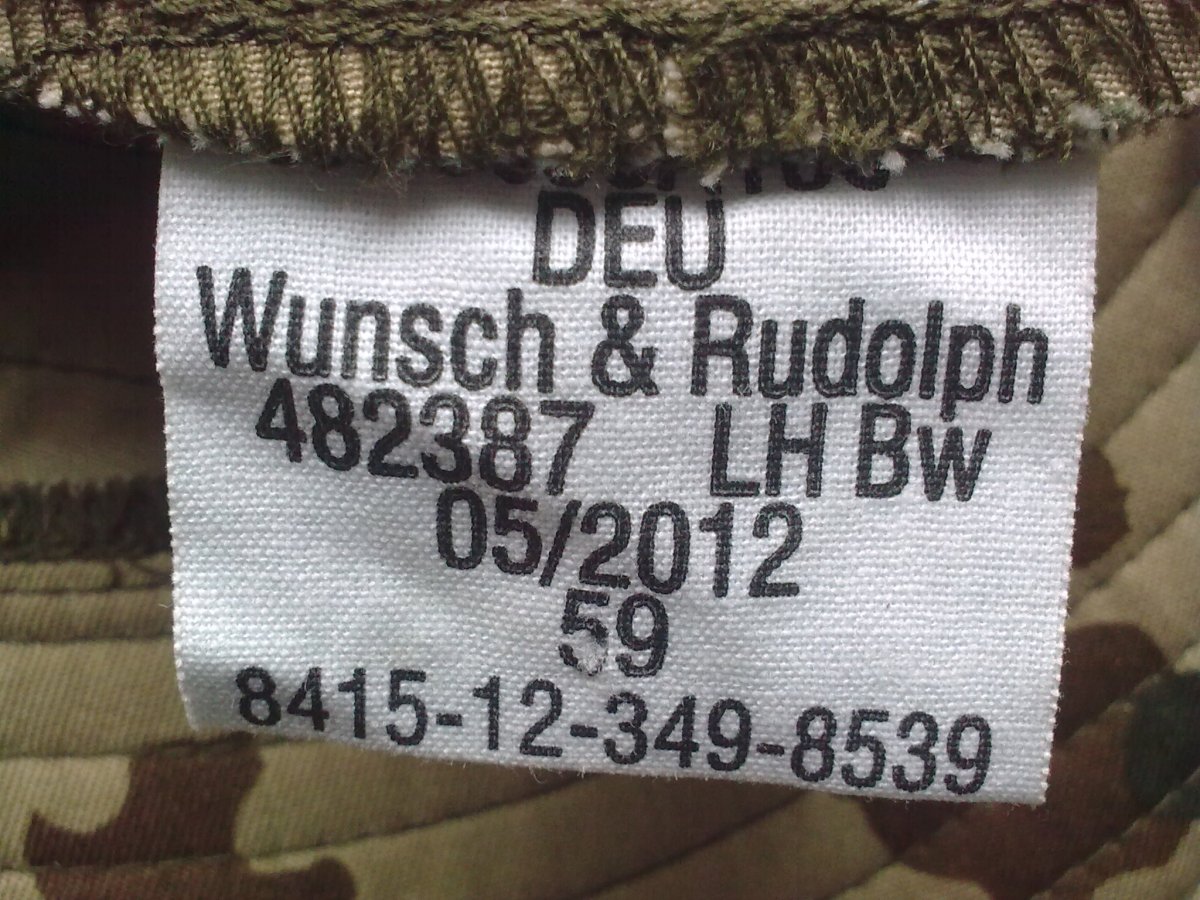 DEU
Wunsch & Rudolph
482387 LH Bw
05/2012
59
8415-12-349-8539